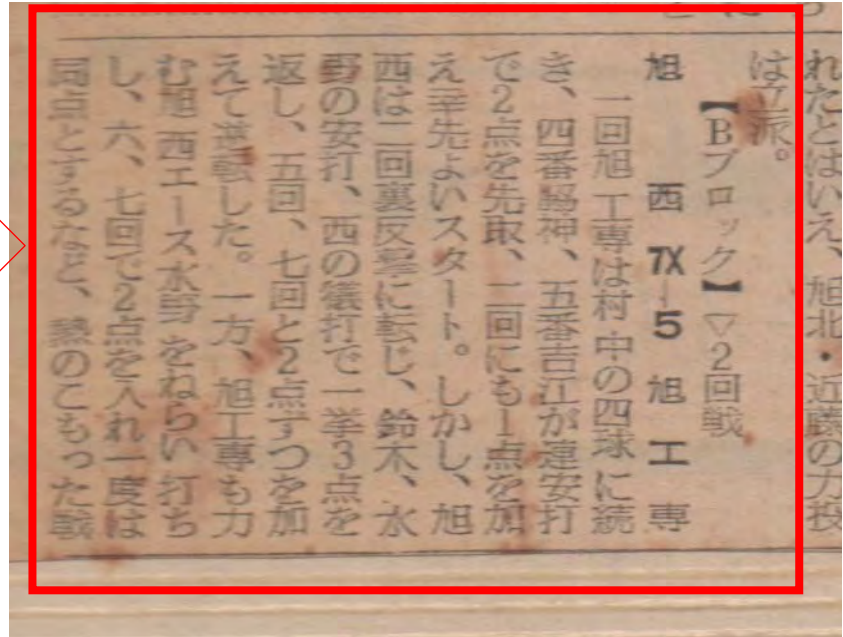 れたとはいえ、旭北・近藤の力投
は立派。
【Bブロック】▽2回戦
旭西 7X-5 旭工専
一回旭工専は村中の四球に続
き、四番鷊神、五番吉江が連安打
で2点を先取、二回にも1点を加
え幸先よいスタート。しかし、旭
西は二回裏反撃に転じ、鈴木、水
野の安打、西の犠打で一挙3点を
返し、五回、七回と2点ずつを加
えて逆転した。一方、旭工専も力
む旭西エース水野をねらい打ち
し、六、七回で2点を入れ一度は
同点とするなど、熱のこもった戦